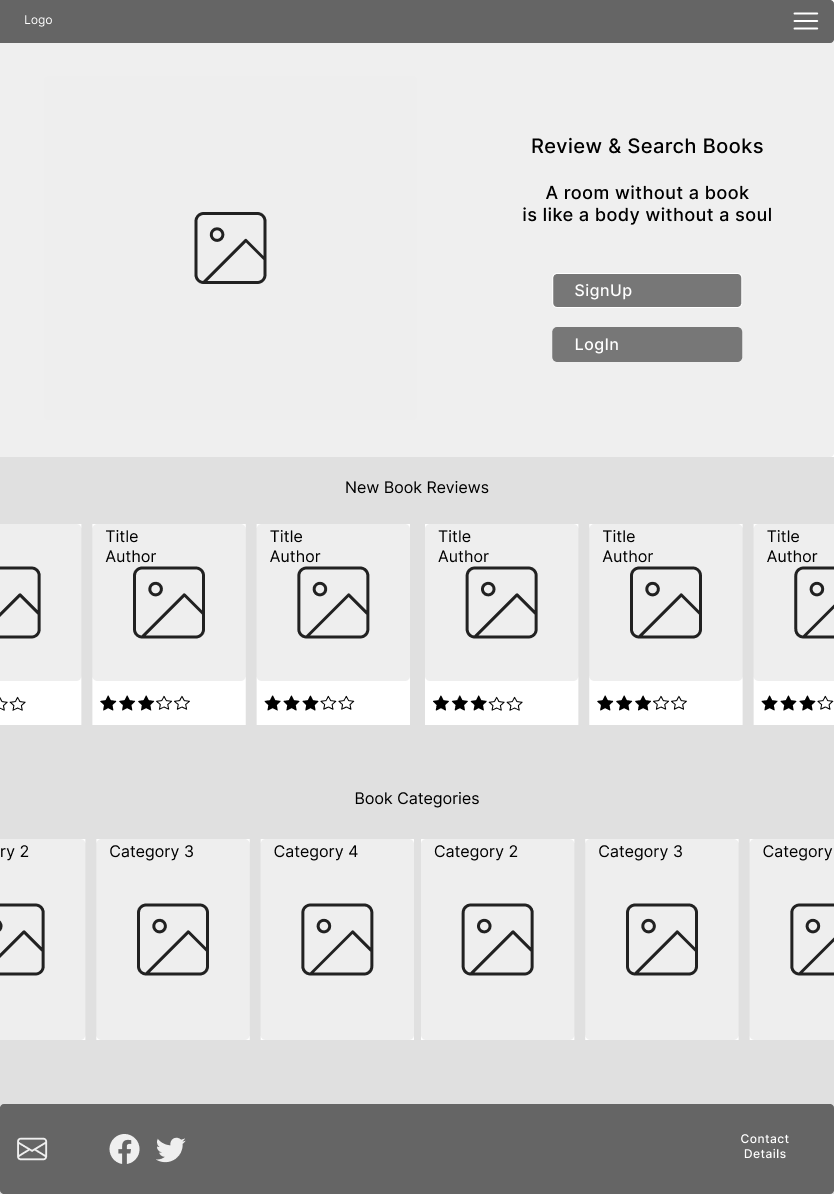 Logo
Review & Search Books
A room without a book
is like a body without a soul
SignUp
LogIn
New Book Reviews
Title
Author
Title
Author
Title
Author
Title
Author
Title
Author
Book Categories
ry 2
Category 3
Category 4
Category 2
Category 3
Category
Contact
Details